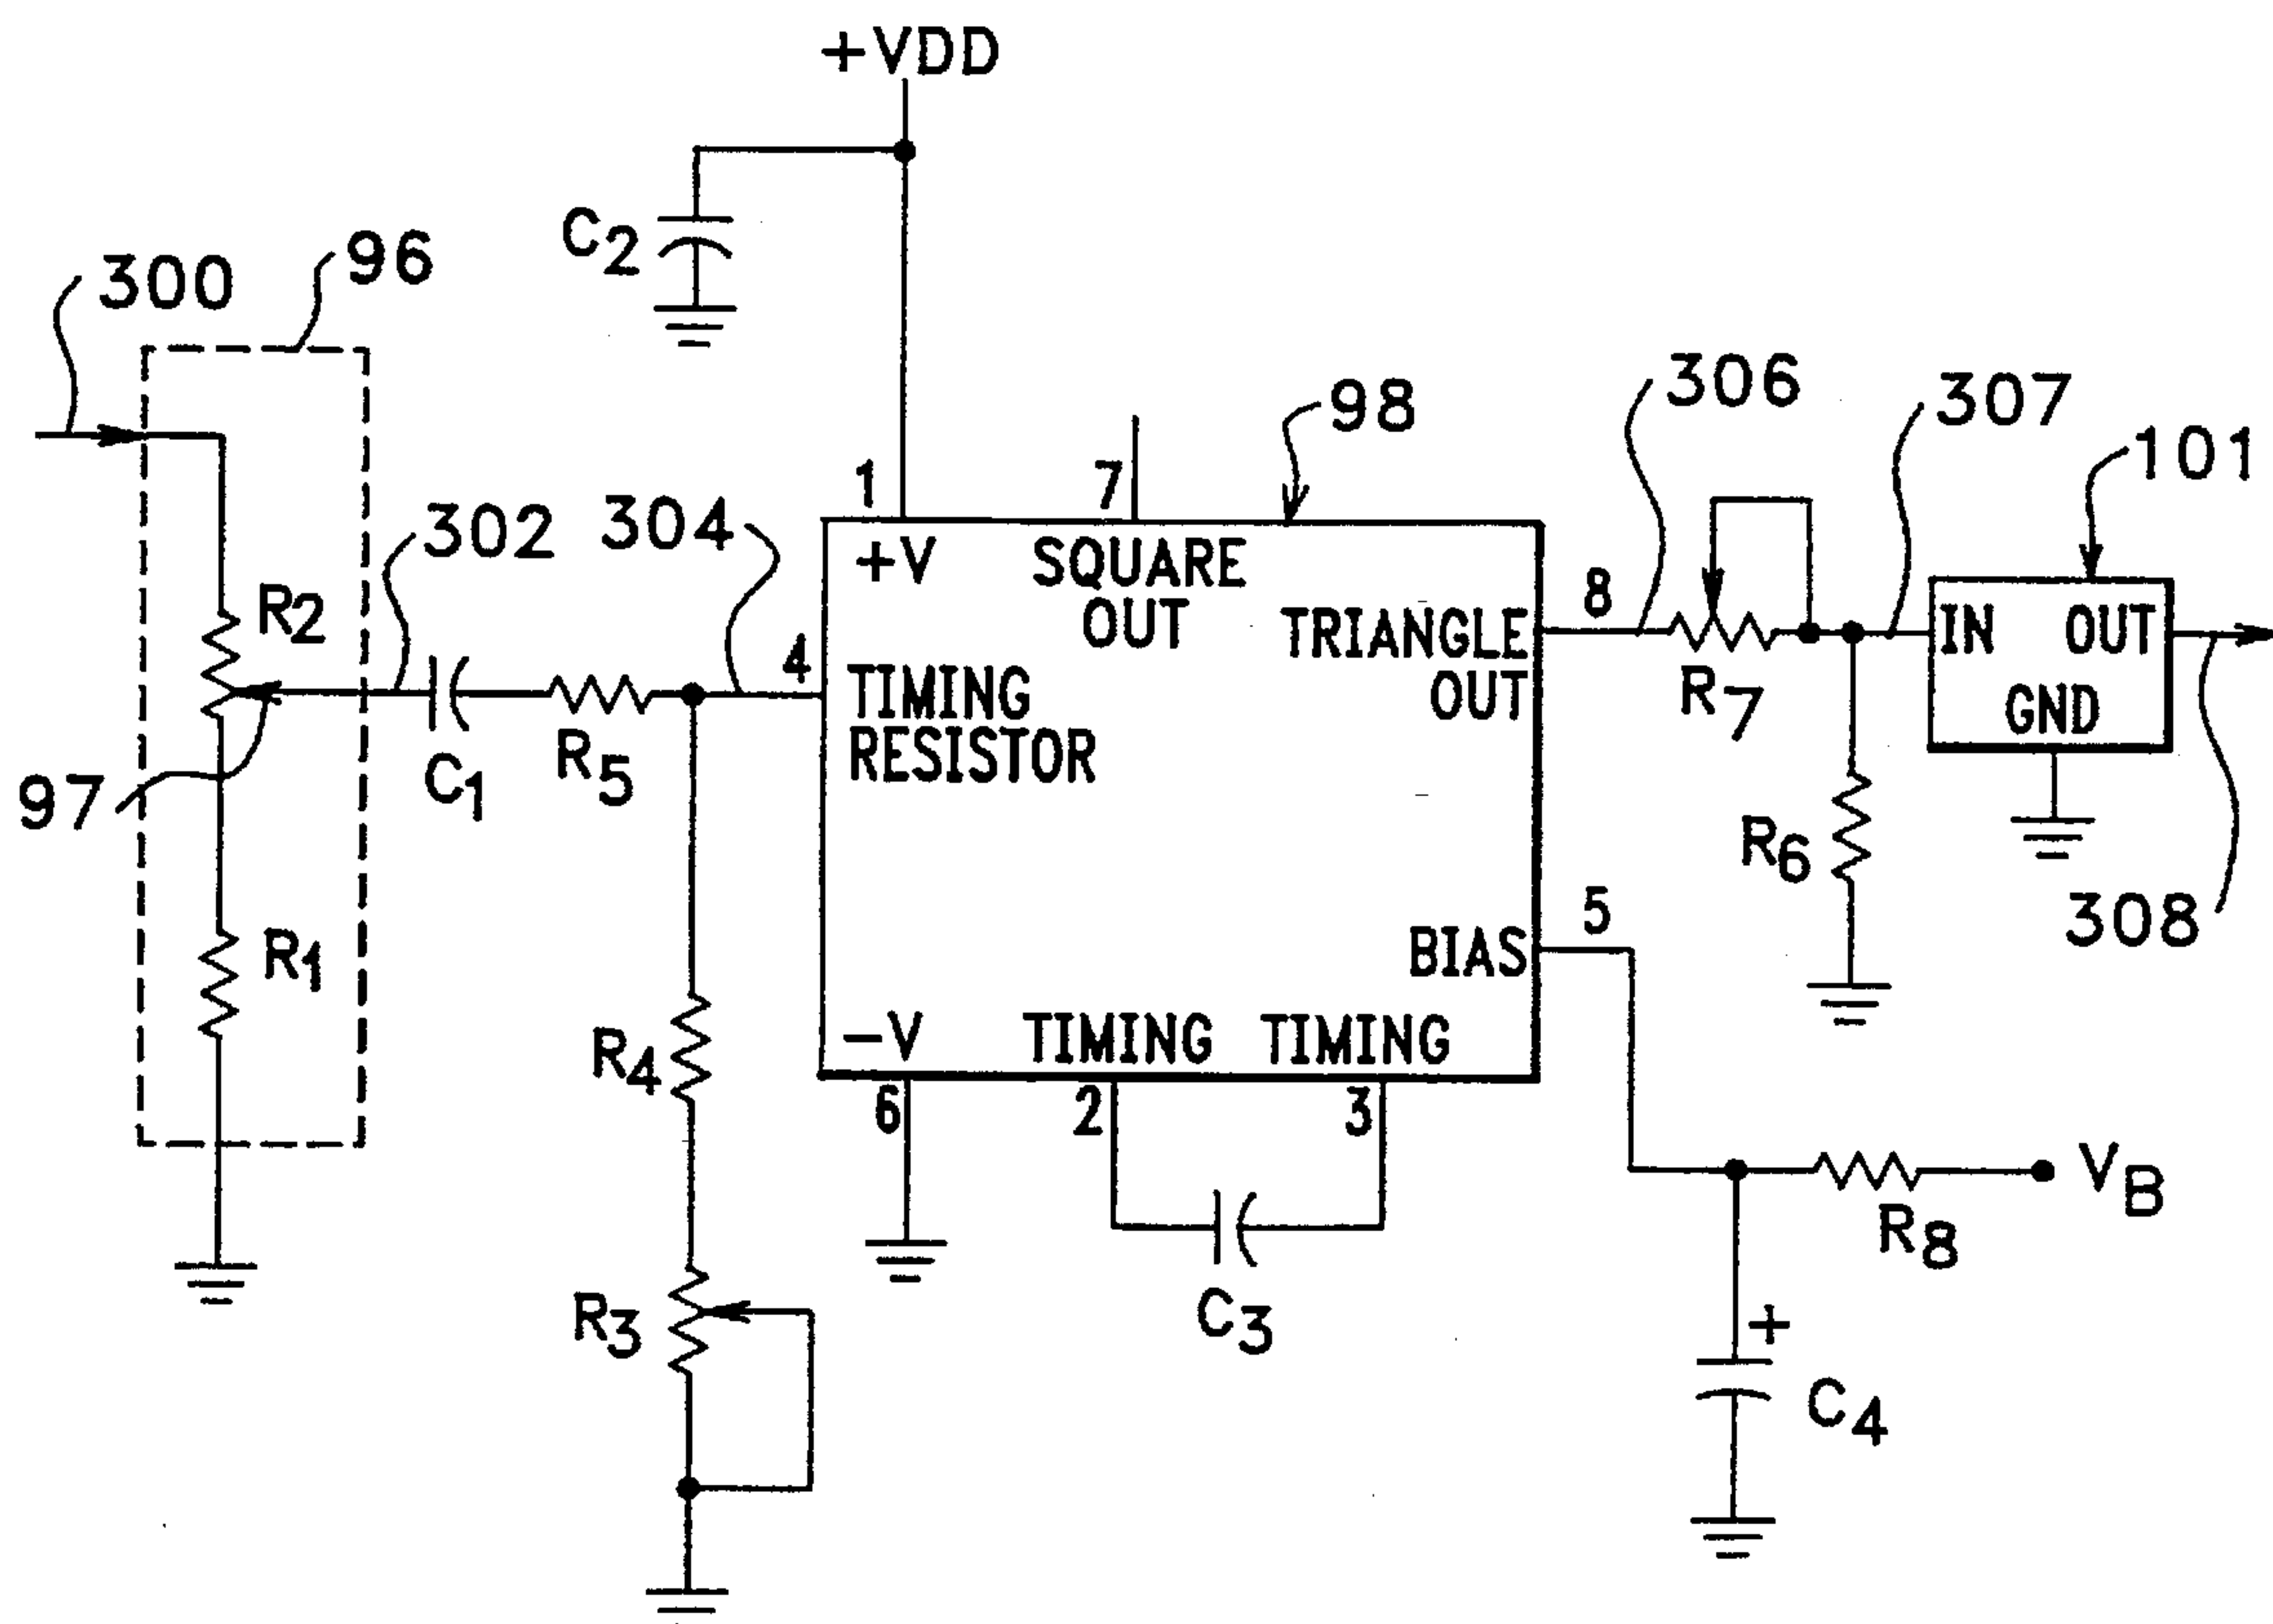 +VDD
C2
300
96
98
306
307
101
1
7
302
304
R2
+V
SQUARE
OUT
8
TRIANGLE
OUT
IN
OUT
GND
4
TIMING
RESISTOR
R7
97
C1
R5
R6
308
5
BIAS
R1
R4
-V
TIMING
TIMING
6
2
3
VB
R8
R3
C3
+
C4